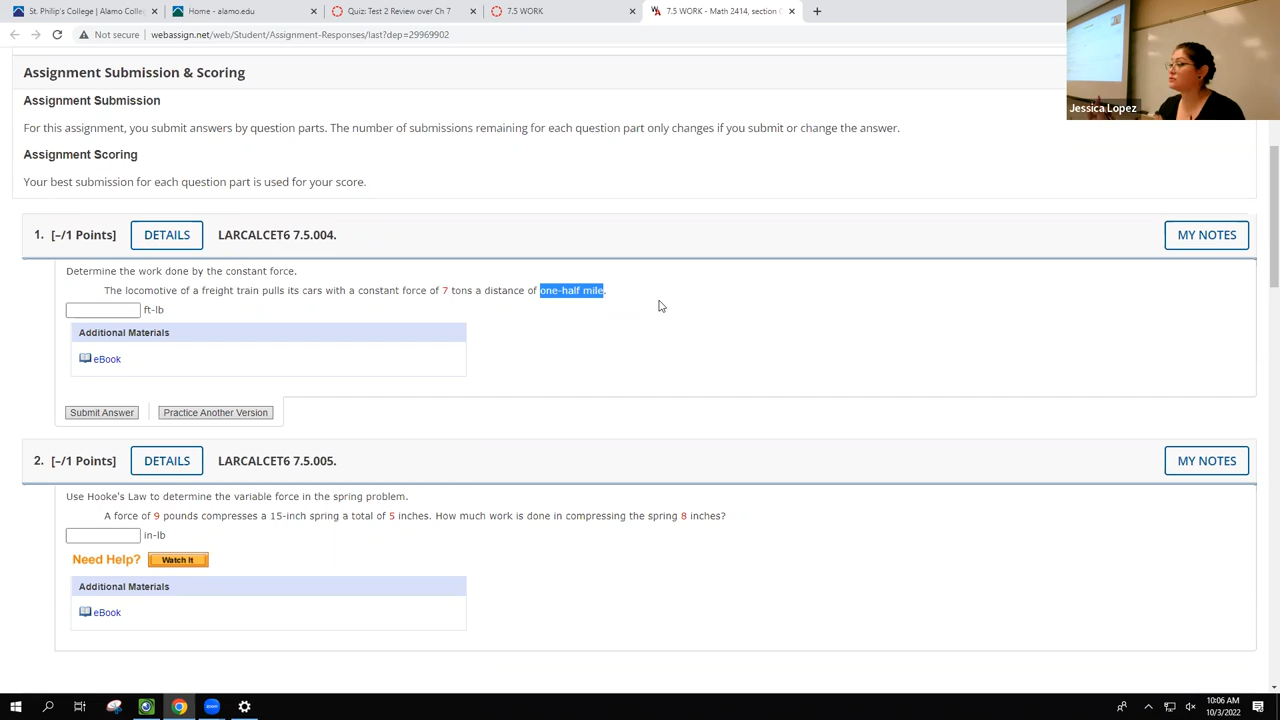 St. Philip's College | Alamo Colleg
Home - alamo.edu
Quiz: Test 2 Review over Ch 7
7.5 WORK
7.5 WORK - Math 2414, section C
Not secure | webassign.net/web/Student/Assignment-Responses/last?dep=29969902
Jessica Lopez
Assignment Submission & Scoring
Assignment Submission
For this assignment, you submit answers by question parts. The number of submissions remaining for each question part only changes if you submit or change the answer.
Assignment Scoring
Your best submission for each question part is used for your score.
1. [–/1 Points] DETAILS LARCALCET6 7.5.004. MY NOTES
Determine the work done by the constant force.
The locomotive of a freight train pulls its cars with a constant force of 7 tons a distance of one-half mile.
ft-lb
Additional Materials
eBook
Submit Answer Practice Another Version
2. [–/1 Points] DETAILS LARCALCET6 7.5.005. MY NOTES
Use Hooke's Law to determine the variable force in the spring problem.
A force of 9 pounds compresses a 15-inch spring a total of 5 inches. How much work is done in compressing the spring 8 inches?
in-lb
Need Help? Watch It
Additional Materials
eBook
10:06 AM
10/3/2022